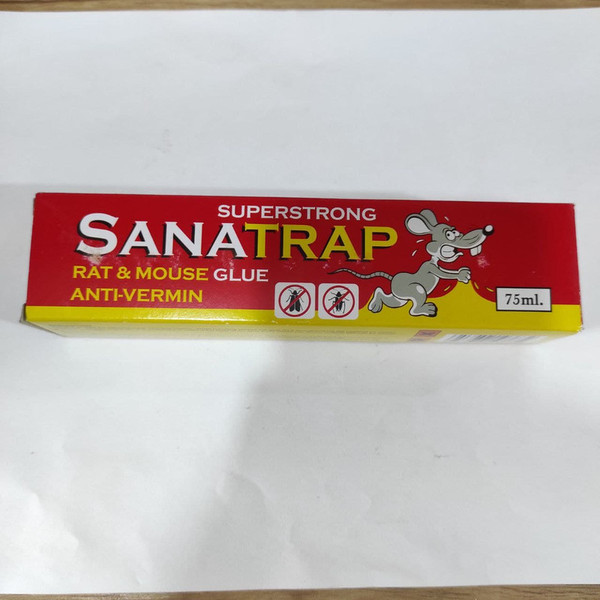 SUPERSTRONG
SANATRAP
RAT & MOUSE GLUE
ANTI-VERMIN
75ml.